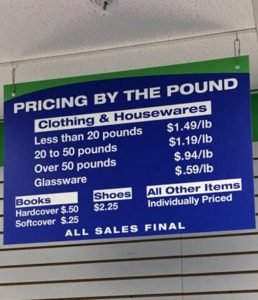 PRICING BY THE POUND
Clothing & Housewares
Less than 20 pounds $1.49/lb
20 to 50 pounds $1.19/lb
Over 50 pounds $.94/lb
Glassware $.59/lb
Books
Hardcover $.50
Softcover $.25
Shoes
$2.25
All Other Items
Individually Priced
ALL SALES FINAL